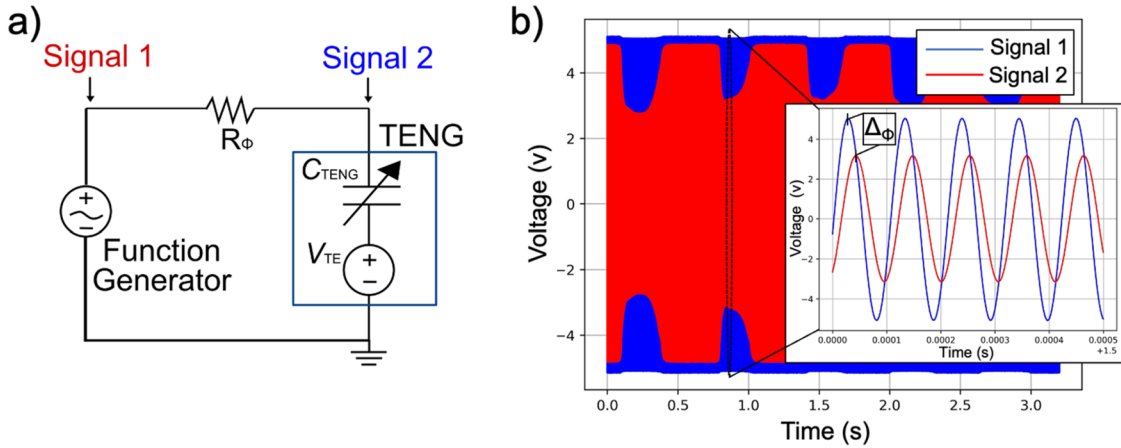 a)
Signal 1
Signal 2
RΦ
TENG
CTENG
+
−
Function
Generator
VTE
+
−
b)
Voltage (v)
4
2
0
−2
−4
0.0
0.5
1.0
1.5
2.0
2.5
3.0
Time (s)
Signal 1
Signal 2
ΔΦ
Voltage (v)
4
2
0
−2
−4
0.0000
0.0001
0.0002
0.0003
0.0004
0.0005
+1.5
Time (s)